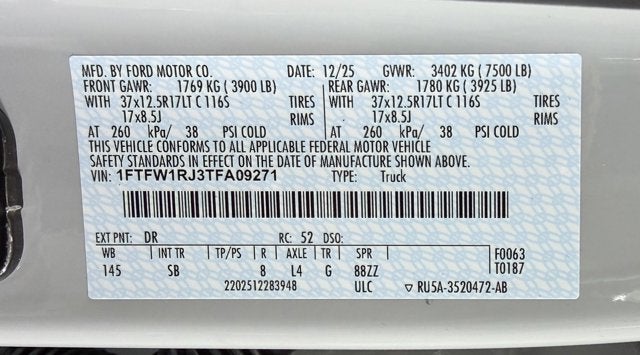 MFD. BY FORD MOTOR CO. DATE: 12/25 GVWR: 3402 KG ( 7500 LB)
FRONT GAWR: 1769 KG ( 3900 LB) REAR GAWR: 1780 KG ( 3925 LB)
WITH 37x12.5R17LT C 116S TIRES WITH 37x12.5R17LT C 116S TIRES
17x8.5J RIMS 17x8.5J RIMS
AT 260 kPa/ 38 PSI COLD AT 260 kPa/ 38 PSI COLD
THIS VEHICLE CONFORMS TO ALL APPLICABLE FEDERAL MOTOR VEHICLE
SAFETY STANDARDS IN EFFECT ON THE DATE OF MANUFACTURE SHOWN ABOVE.
VIN: 1FTFW1RJ3TFA09271 TYPE: Truck
EXT PNT: DR RC: 52 DSO:
WB INT TR TP/PS R AXLE TR SPR F0063
145 SB 8 L4 G 88ZZ T0187
2202512283948 ULC ▽ RU5A-3520472-AB